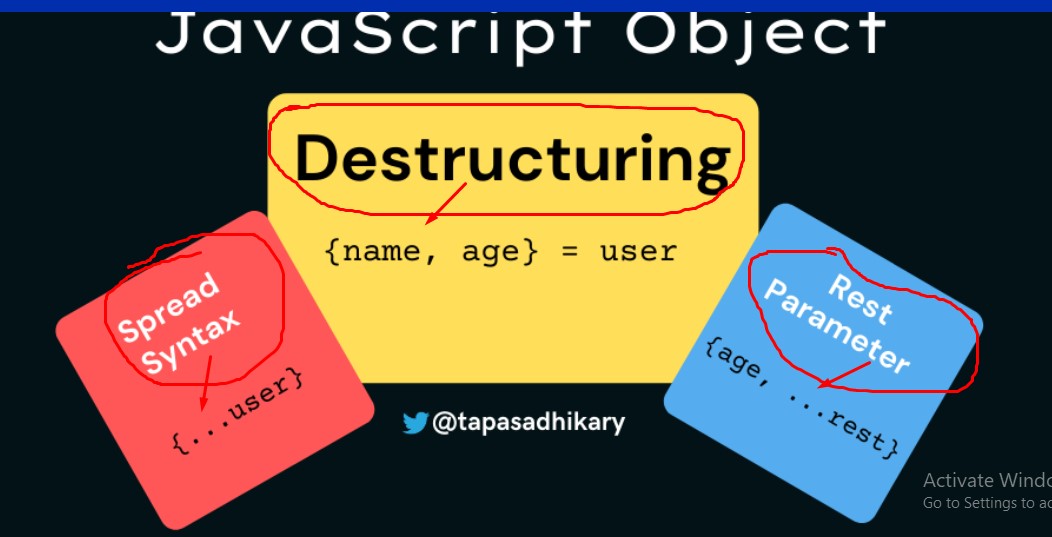 JavaScript Object
Destructuring
{name, age} = user
Spread
Syntax
{...user}
Rest
Parameter
{age, ...rest}
@tapasadhikary
Activate Windo
Go to Settings to ac